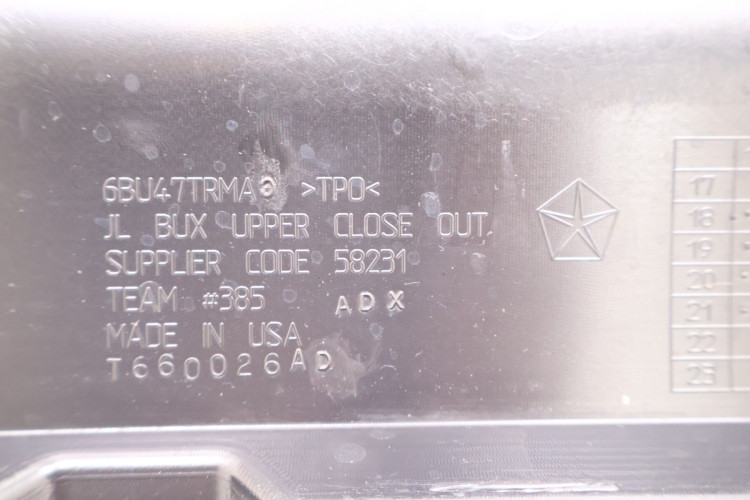 6BU47TRMA >TPO<
JL BUX UPPER CLOSE OUT
SUPPLIER CODE 58231
TEAM #385 ADX
MADE IN USA
T660026AD
17
18
19
20
21
22
23